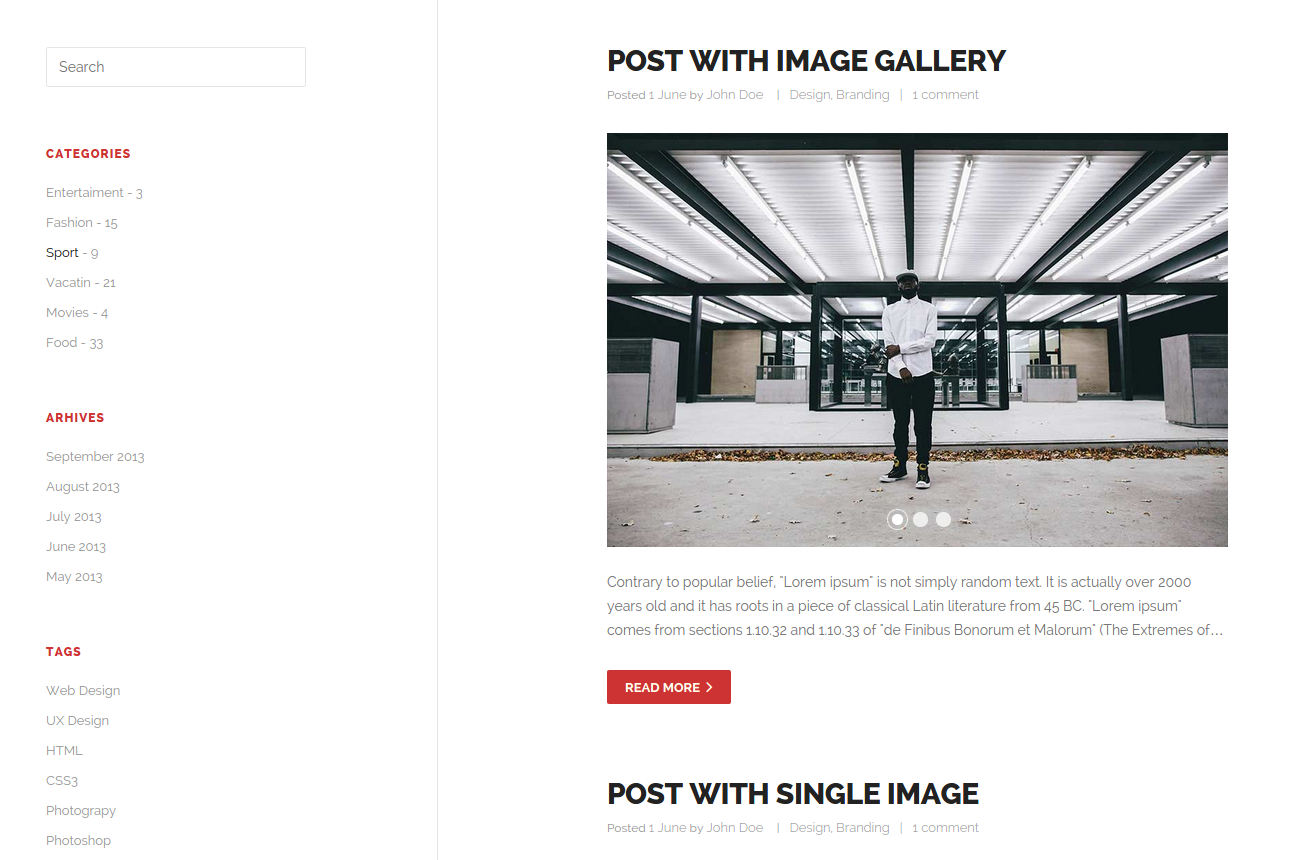 Search
CATEGORIES
Entertaiment - 3
Fashion - 15
Sport - 9
Vacatin - 21
Movies - 4
Food - 33
ARHIVES
September 2013
August 2013
July 2013
June 2013
May 2013
TAGS
Web Design
UX Design
HTML
CSS3
Photograpy
Photoshop
POST WITH IMAGE GALLERY
Posted 1 June by John Doe | Design, Branding | 1 comment
Contrary to popular belief, "Lorem ipsum" is not simply random text. It is actually over 2000
years old and it has roots in a piece of classical Latin literature from 45 BC. "Lorem ipsum"
comes from sections 1.10.32 and 1.10.33 of "de Finibus Bonorum et Malorum" (The Extremes of…
READ MORE
POST WITH SINGLE IMAGE
Posted 1 June by John Doe | Design, Branding | 1 comment